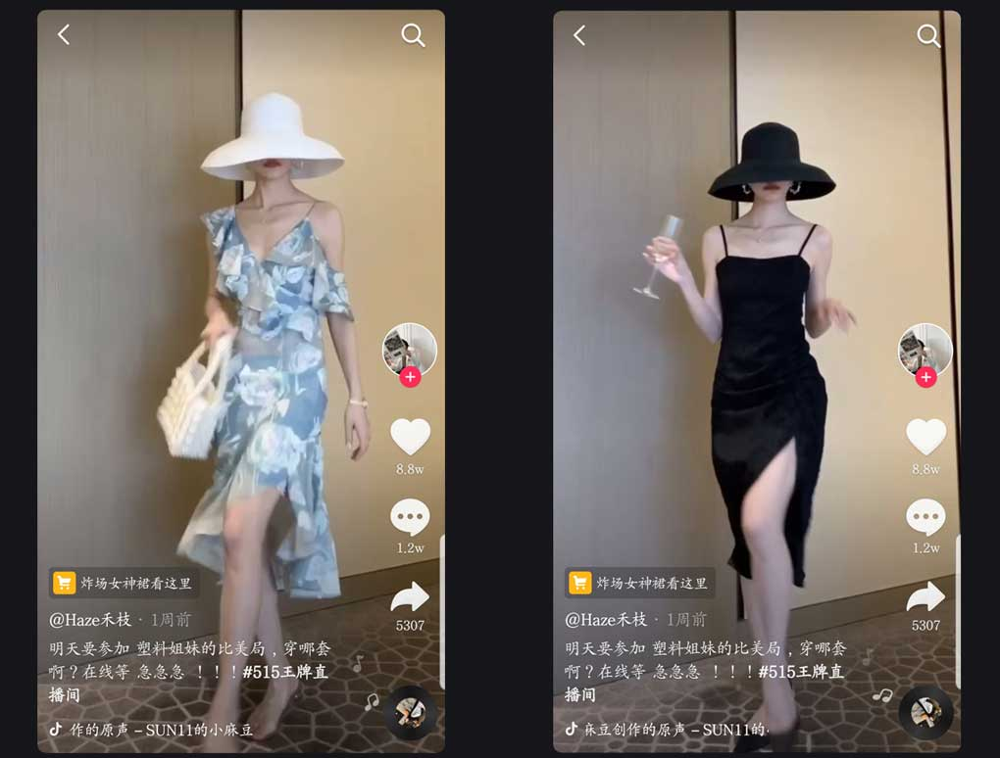 8.8w
1.2w
炸场女神裙看这里
5307
@Haze禾枝 · 1周前
明天要参加 塑料姐妹的比美局，穿哪套
啊？在线等 急急急 ！！！#515王牌直
播间
作的原声 – SUN11的小麻豆
8.8w
1.2w
炸场女神裙看这里
5307
@Haze禾枝 · 1周前
明天要参加 塑料姐妹的比美局，穿哪套
啊？在线等 急急急 ！！！#515王牌直
播间
麻豆创作的原声 – SUN11的·